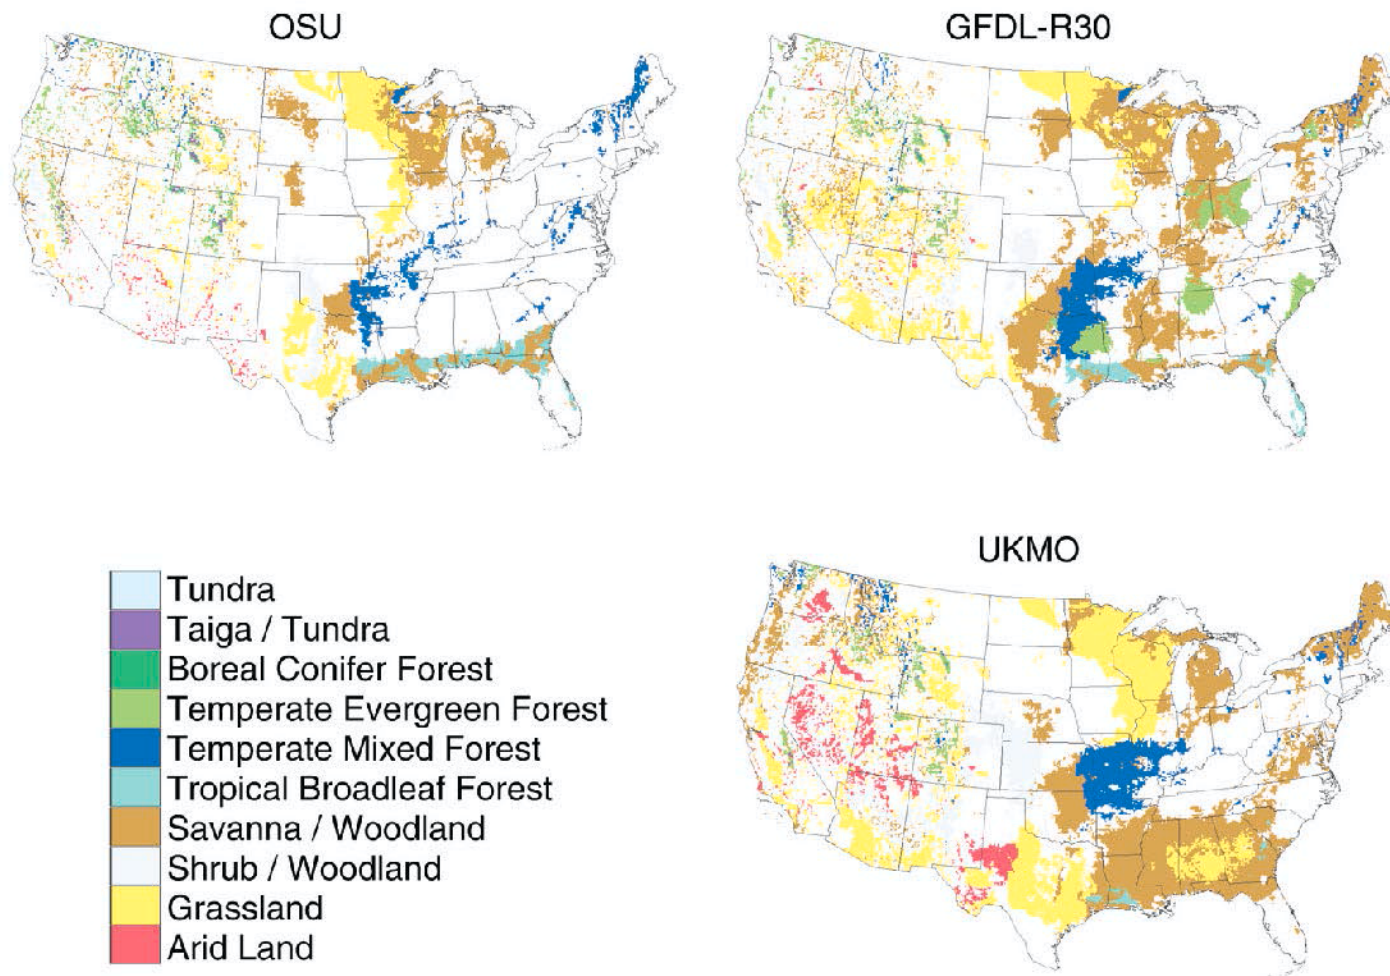 OSU
GFDL-R30
UKMO
Tundra
Taiga / Tundra
Boreal Conifer Forest
Temperate Evergreen Forest
Temperate Mixed Forest
Tropical Broadleaf Forest
Savanna / Woodland
Shrub / Woodland
Grassland
Arid Land